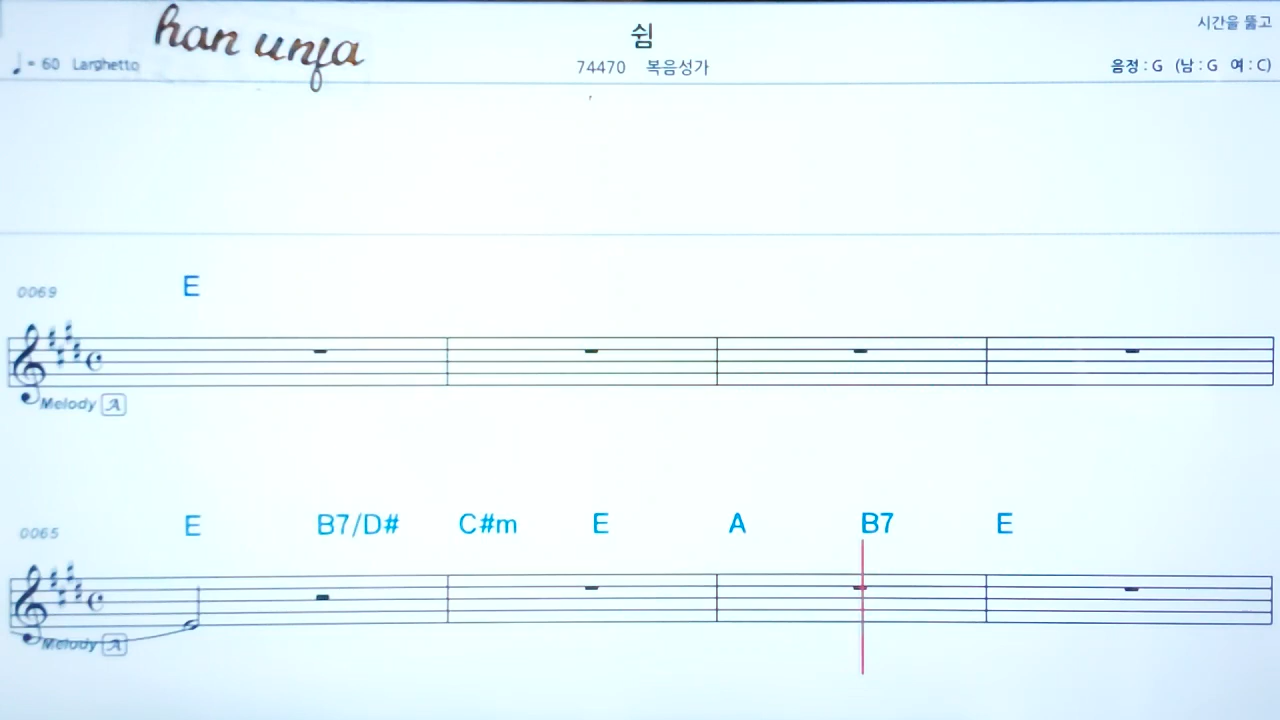 han unja
쉼
시간을 뚫고
♩= 60 Larghetto
74470 복음성가
음정 : G (남 : G 여 : C)
0069 E
Melody A
0065 E B7/D# C#m E A B7 E
Melody A